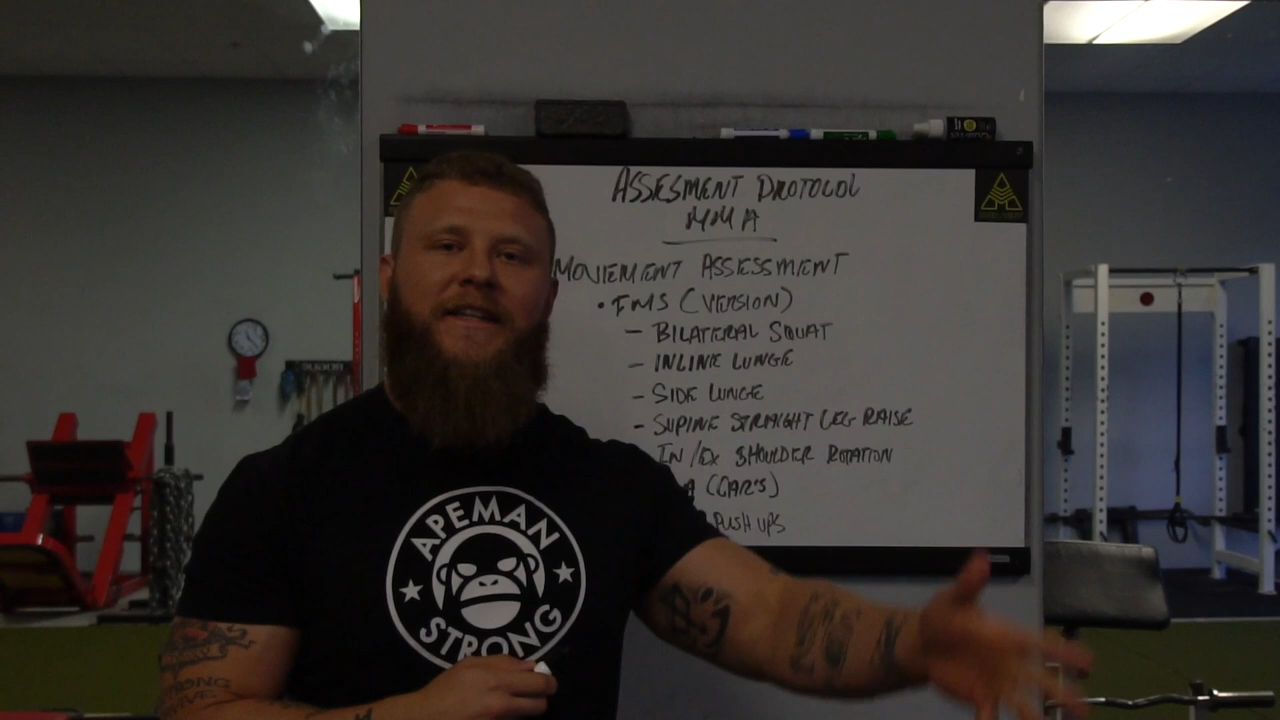 ASSESMENT PROTOCOL
MMA
MOVEMENT ASSESSMENT
• FMS (VERSION)
– BILATERAL SQUAT
– INLINE LUNGE
– SIDE LUNGE
– SUPINE STRAIGHT LEG RAISE
IN/EX SHOULDER ROTATION
A (CAR'S)
PUSH UPS
APEMAN
STRONG